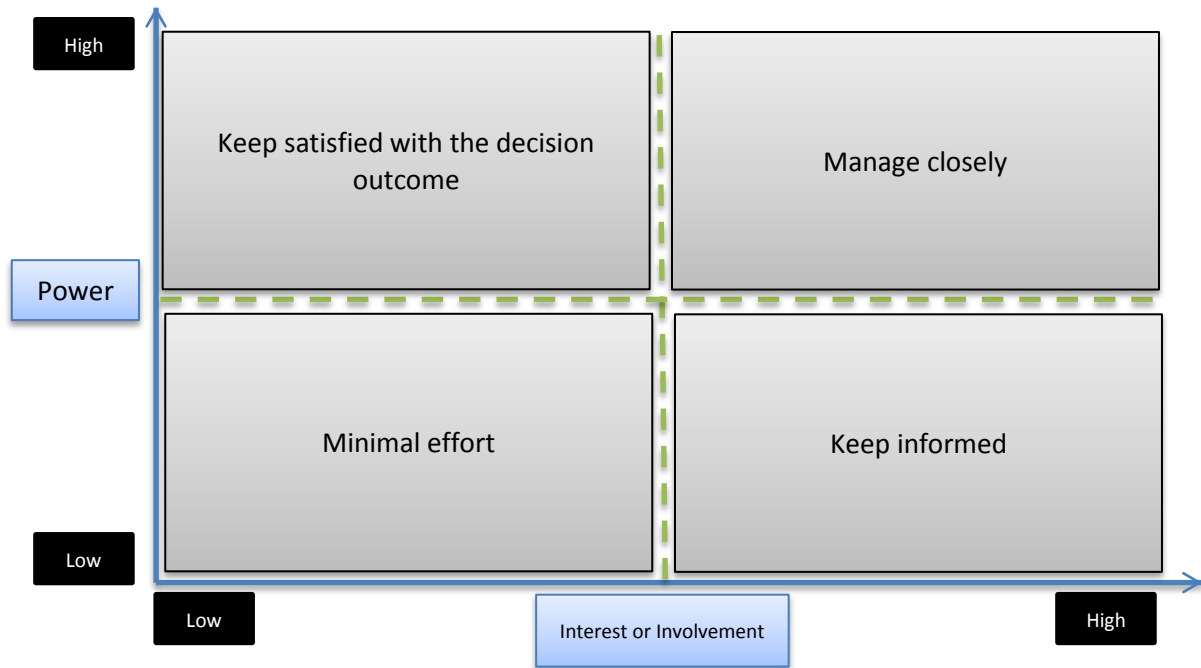 High
Keep satisfied with the decision
outcome
Manage closely
Power
Minimal effort
Keep informed
Low
Low
Interest or Involvement
High